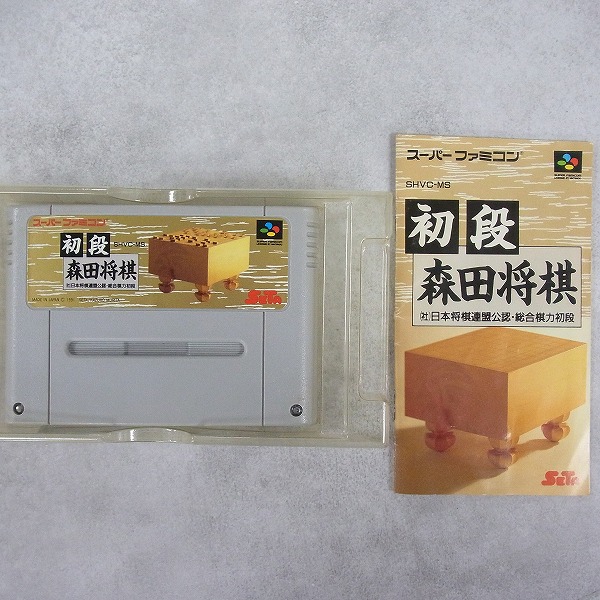 スーパーファミコン
初段
SHVC-MS
森田将棋
(社)日本将棋連盟公認・総合棋力初段
SETA
スーパーファミコン
SUPER FAMICOM
SHVC-MS
初段
森田将棋
(社)日本将棋連盟公認・総合棋力初段
SETA